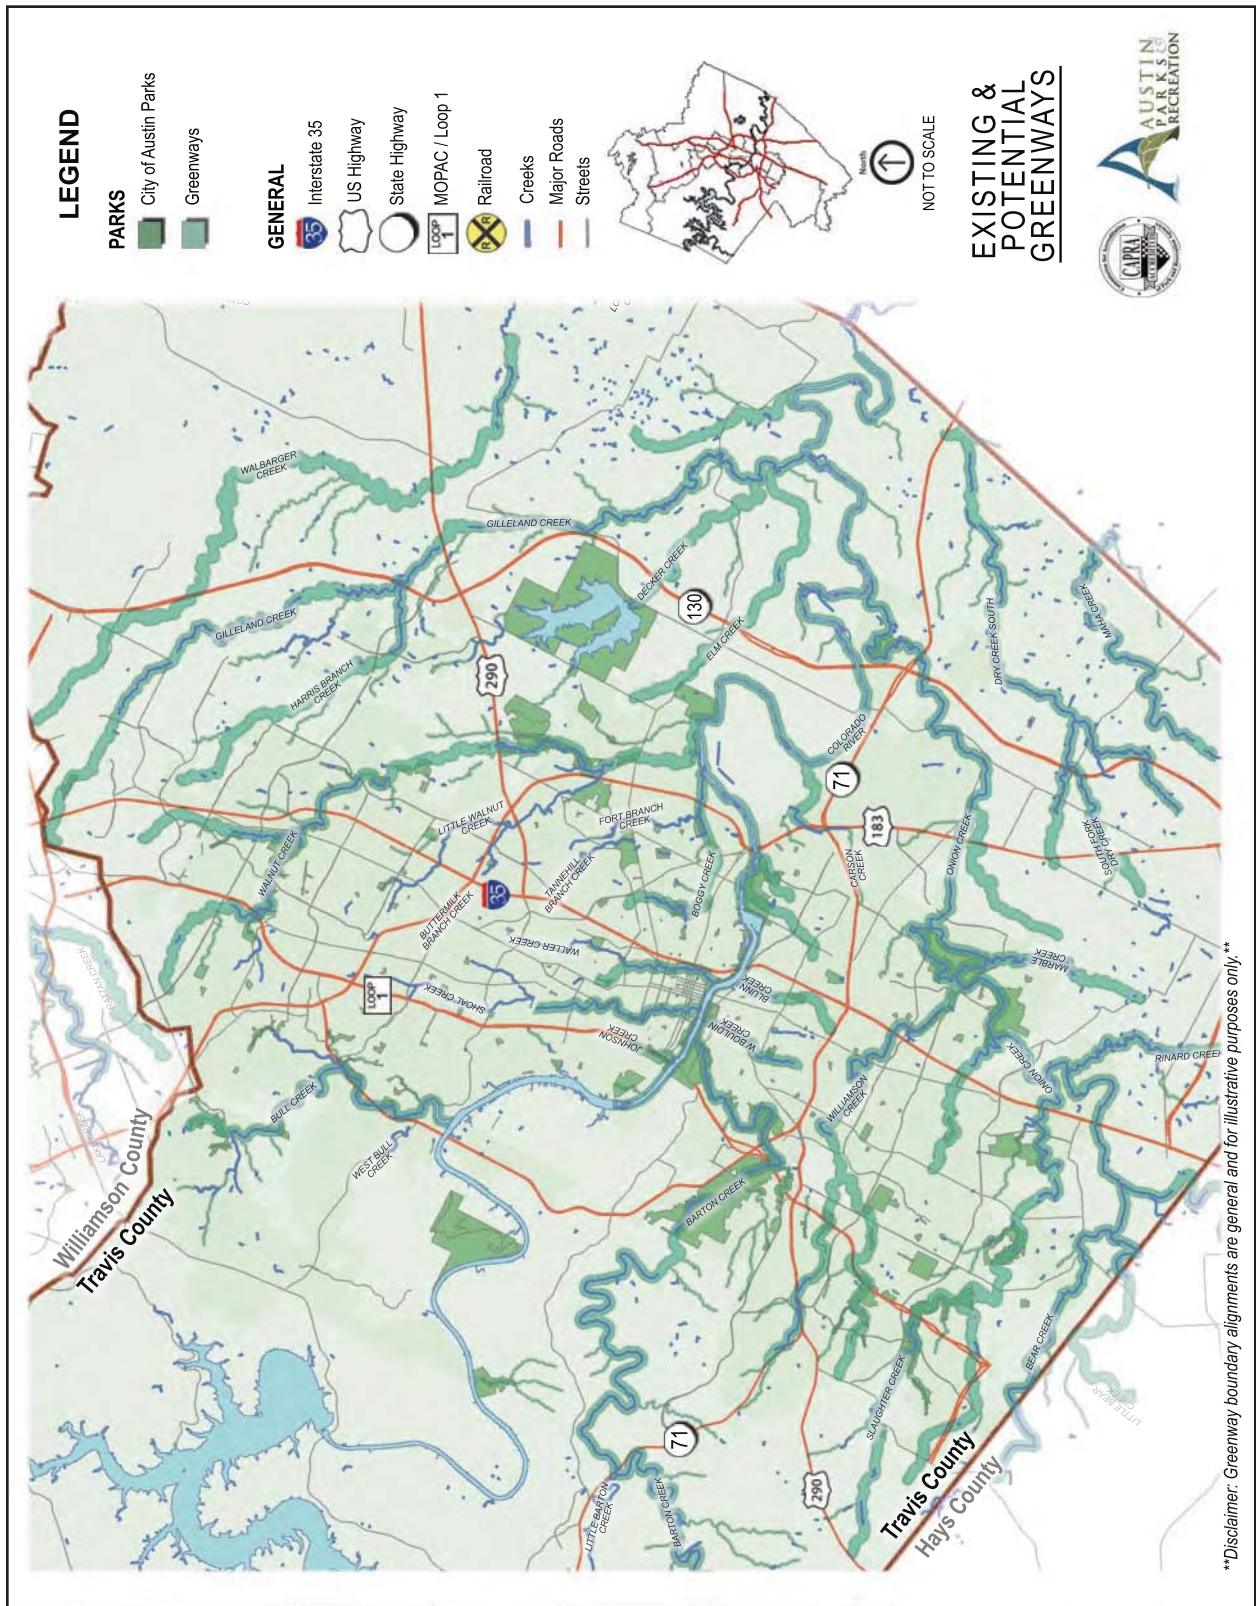 LEGEND
PARKS
City of Austin Parks
Greenways
GENERAL
35
Interstate 35
US Highway
State Highway
LOOP
1
MOPAC / Loop 1
R R
Railroad
Creeks
Major Roads
Streets
North
NOT TO SCALE
EXISTING &
POTENTIAL
GREENWAYS
CAPRA
ACCREDITED
AUSTIN
PARKS &
RECREATION
WALBARGER
CREEK
GILLELAND CREEK
GILLELAND CREEK
HARRIS BRANCH
CREEK
DECKER CREEK
130
ELM CREEK
290
DRY CREEK SOUTH
MAHA CREEK
COLORADO
RIVER
71
183
LITTLE WALNUT
CREEK
FORT BRANCH
CREEK
WALNUT CREEK
TANNEHILL
BRANCH CREEK
BOGGY CREEK
CARSON
CREEK
ONION CREEK
SOUTH FORK
DRY CREEK
BUTTERMILK
BRANCH CREEK
35
WALLER CREEK
MARBLE
CREEK
LOOP
1
SHOAL CREEK
BLUNN
CREEK
JOHNSON
CREEK
W BOULDIN
CREEK
ONION CREEK
RINARD CREEK
WILLIAMSON
CREEK
BULL CREEK
WEST BULL
CREEK
BARTON CREEK
Williamson County
Travis County
SLAUGHTER CREEK
BEAR CREEK
LITTLE BEAR
CREEK
71
290
LITTLE BARTON
CREEK
BARTON CREEK
Travis County
Hays County
**Disclaimer: Greenway boundary alignments are general and for illustrative purposes only.**